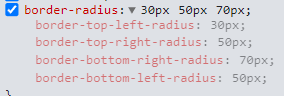 border-radius: 30px 50px 70px;
border-top-left-radius: 30px;
border-top-right-radius: 50px;
border-bottom-right-radius: 70px;
border-bottom-left-radius: 50px;
}